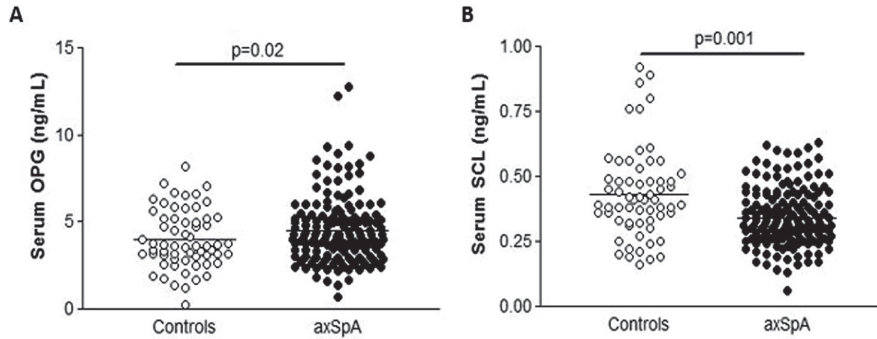 A
Serum OPG (ng/mL)
15
10
5
0
p=0.02
Controls
axSpA
B
Serum SCL (ng/mL)
1.00
0.75
0.50
0.25
0.00
p=0.001
Controls
axSpA